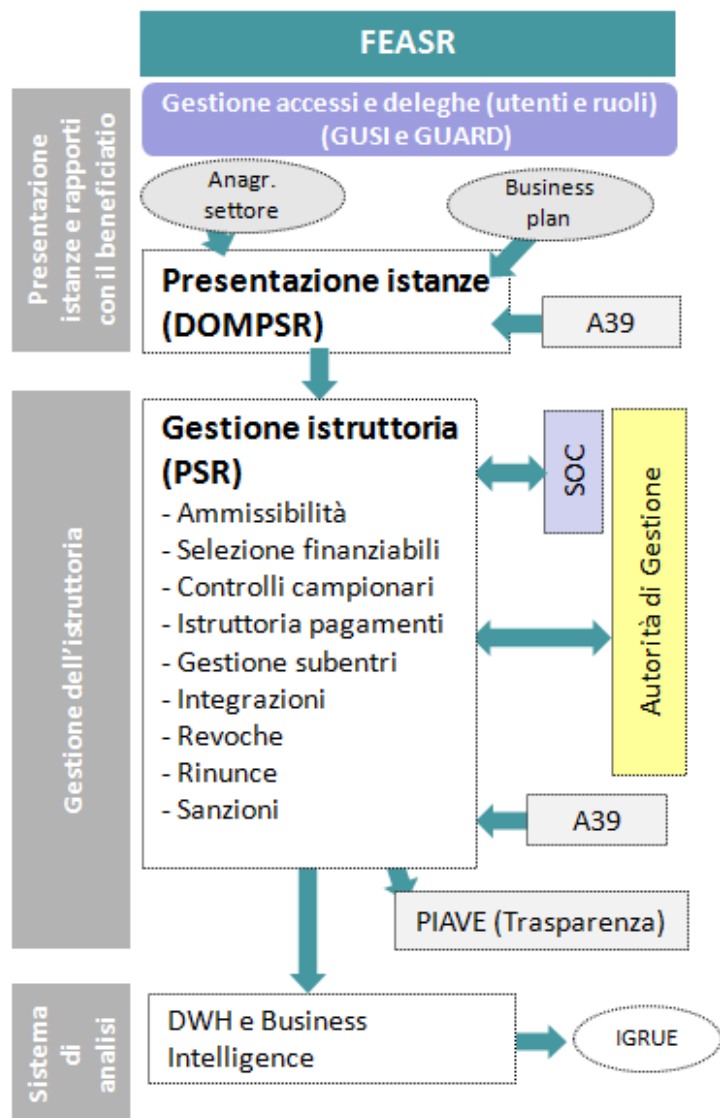 FEASR
Gestione accessi e deleghe (utenti e ruoli)
(GUSI e GUARD)
Presentazione
istanze e rapporti
con il beneficiatio
Anagr.
settore
Business
plan
Presentazione istanze
(DOMPSR)
A39
Gestione dell'istruttoria
Gestione istruttoria
(PSR)
- Ammissibilità
- Selezione finanziabili
- Controlli campionari
- Istruttoria pagamenti
- Gestione subentri
- Integrazioni
- Revoche
- Rinunce
- Sanzioni
SOC
Autorità di Gestione
A39
PIAVE (Trasparenza)
Sistema
di
analisi
DWH e Business
Intelligence
IGRUE